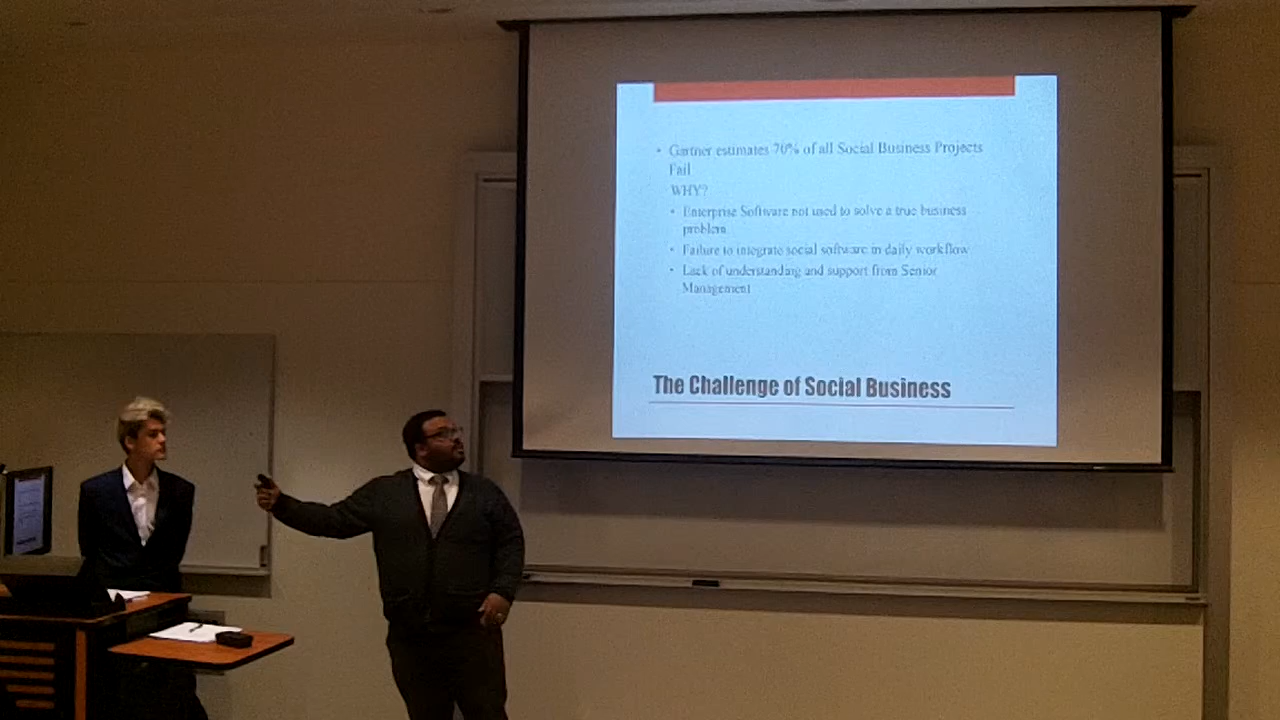 • Gartner estimates 70% of all Social Business Projects
Fail
WHY?
• Enterprise Software not used to solve a true business
problem
• Failure to integrate social software in daily workflow
• Lack of understanding and support from Senior
Management
The Challenge of Social Business